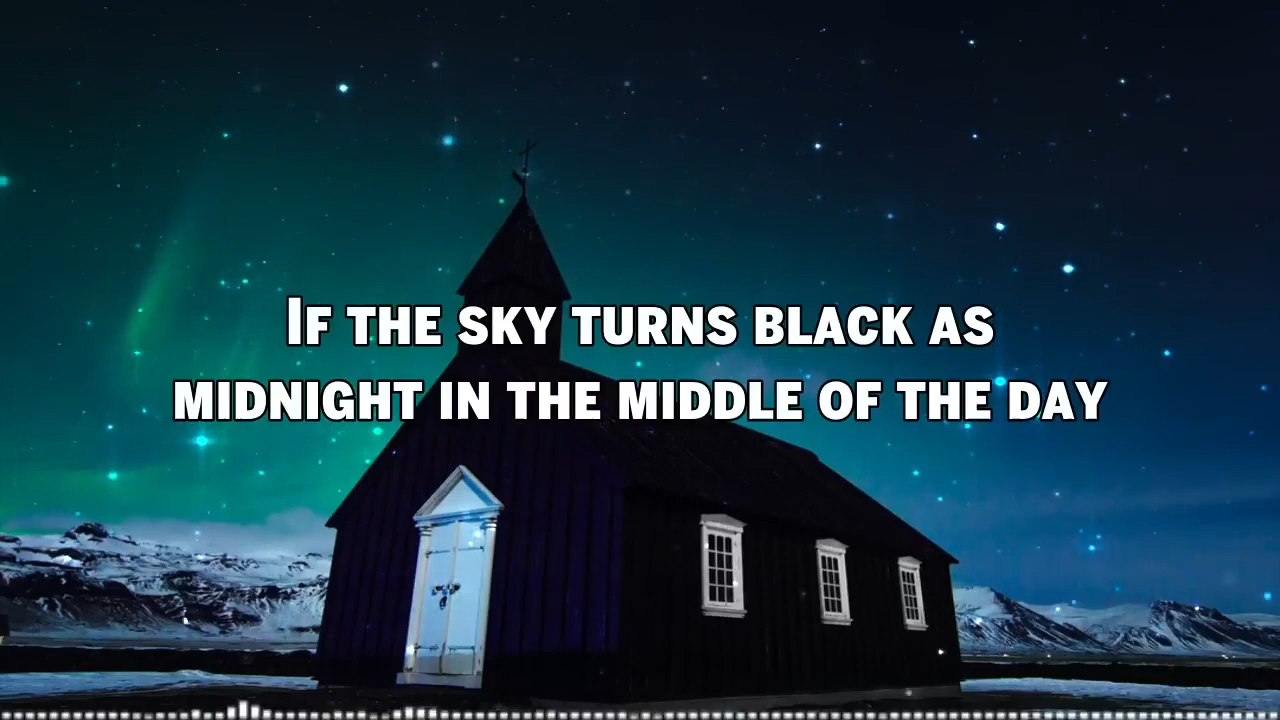 If the sky turns black as
midnight in the middle of the day